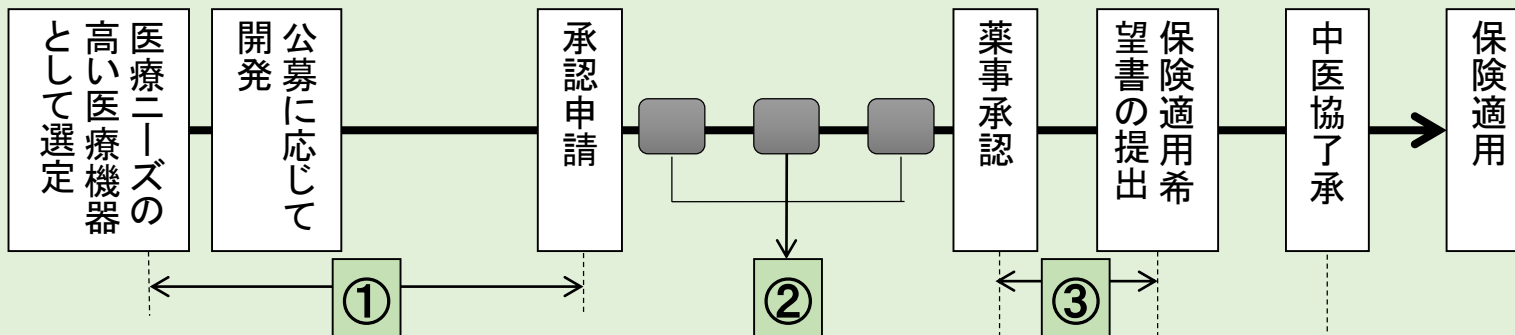 医療ニーズの
高い医療機器
として選定
公募に応じて
開発
承認申請
薬事承認
保険適用希
望書の提出
中医協了承
保険適用
①
②
③